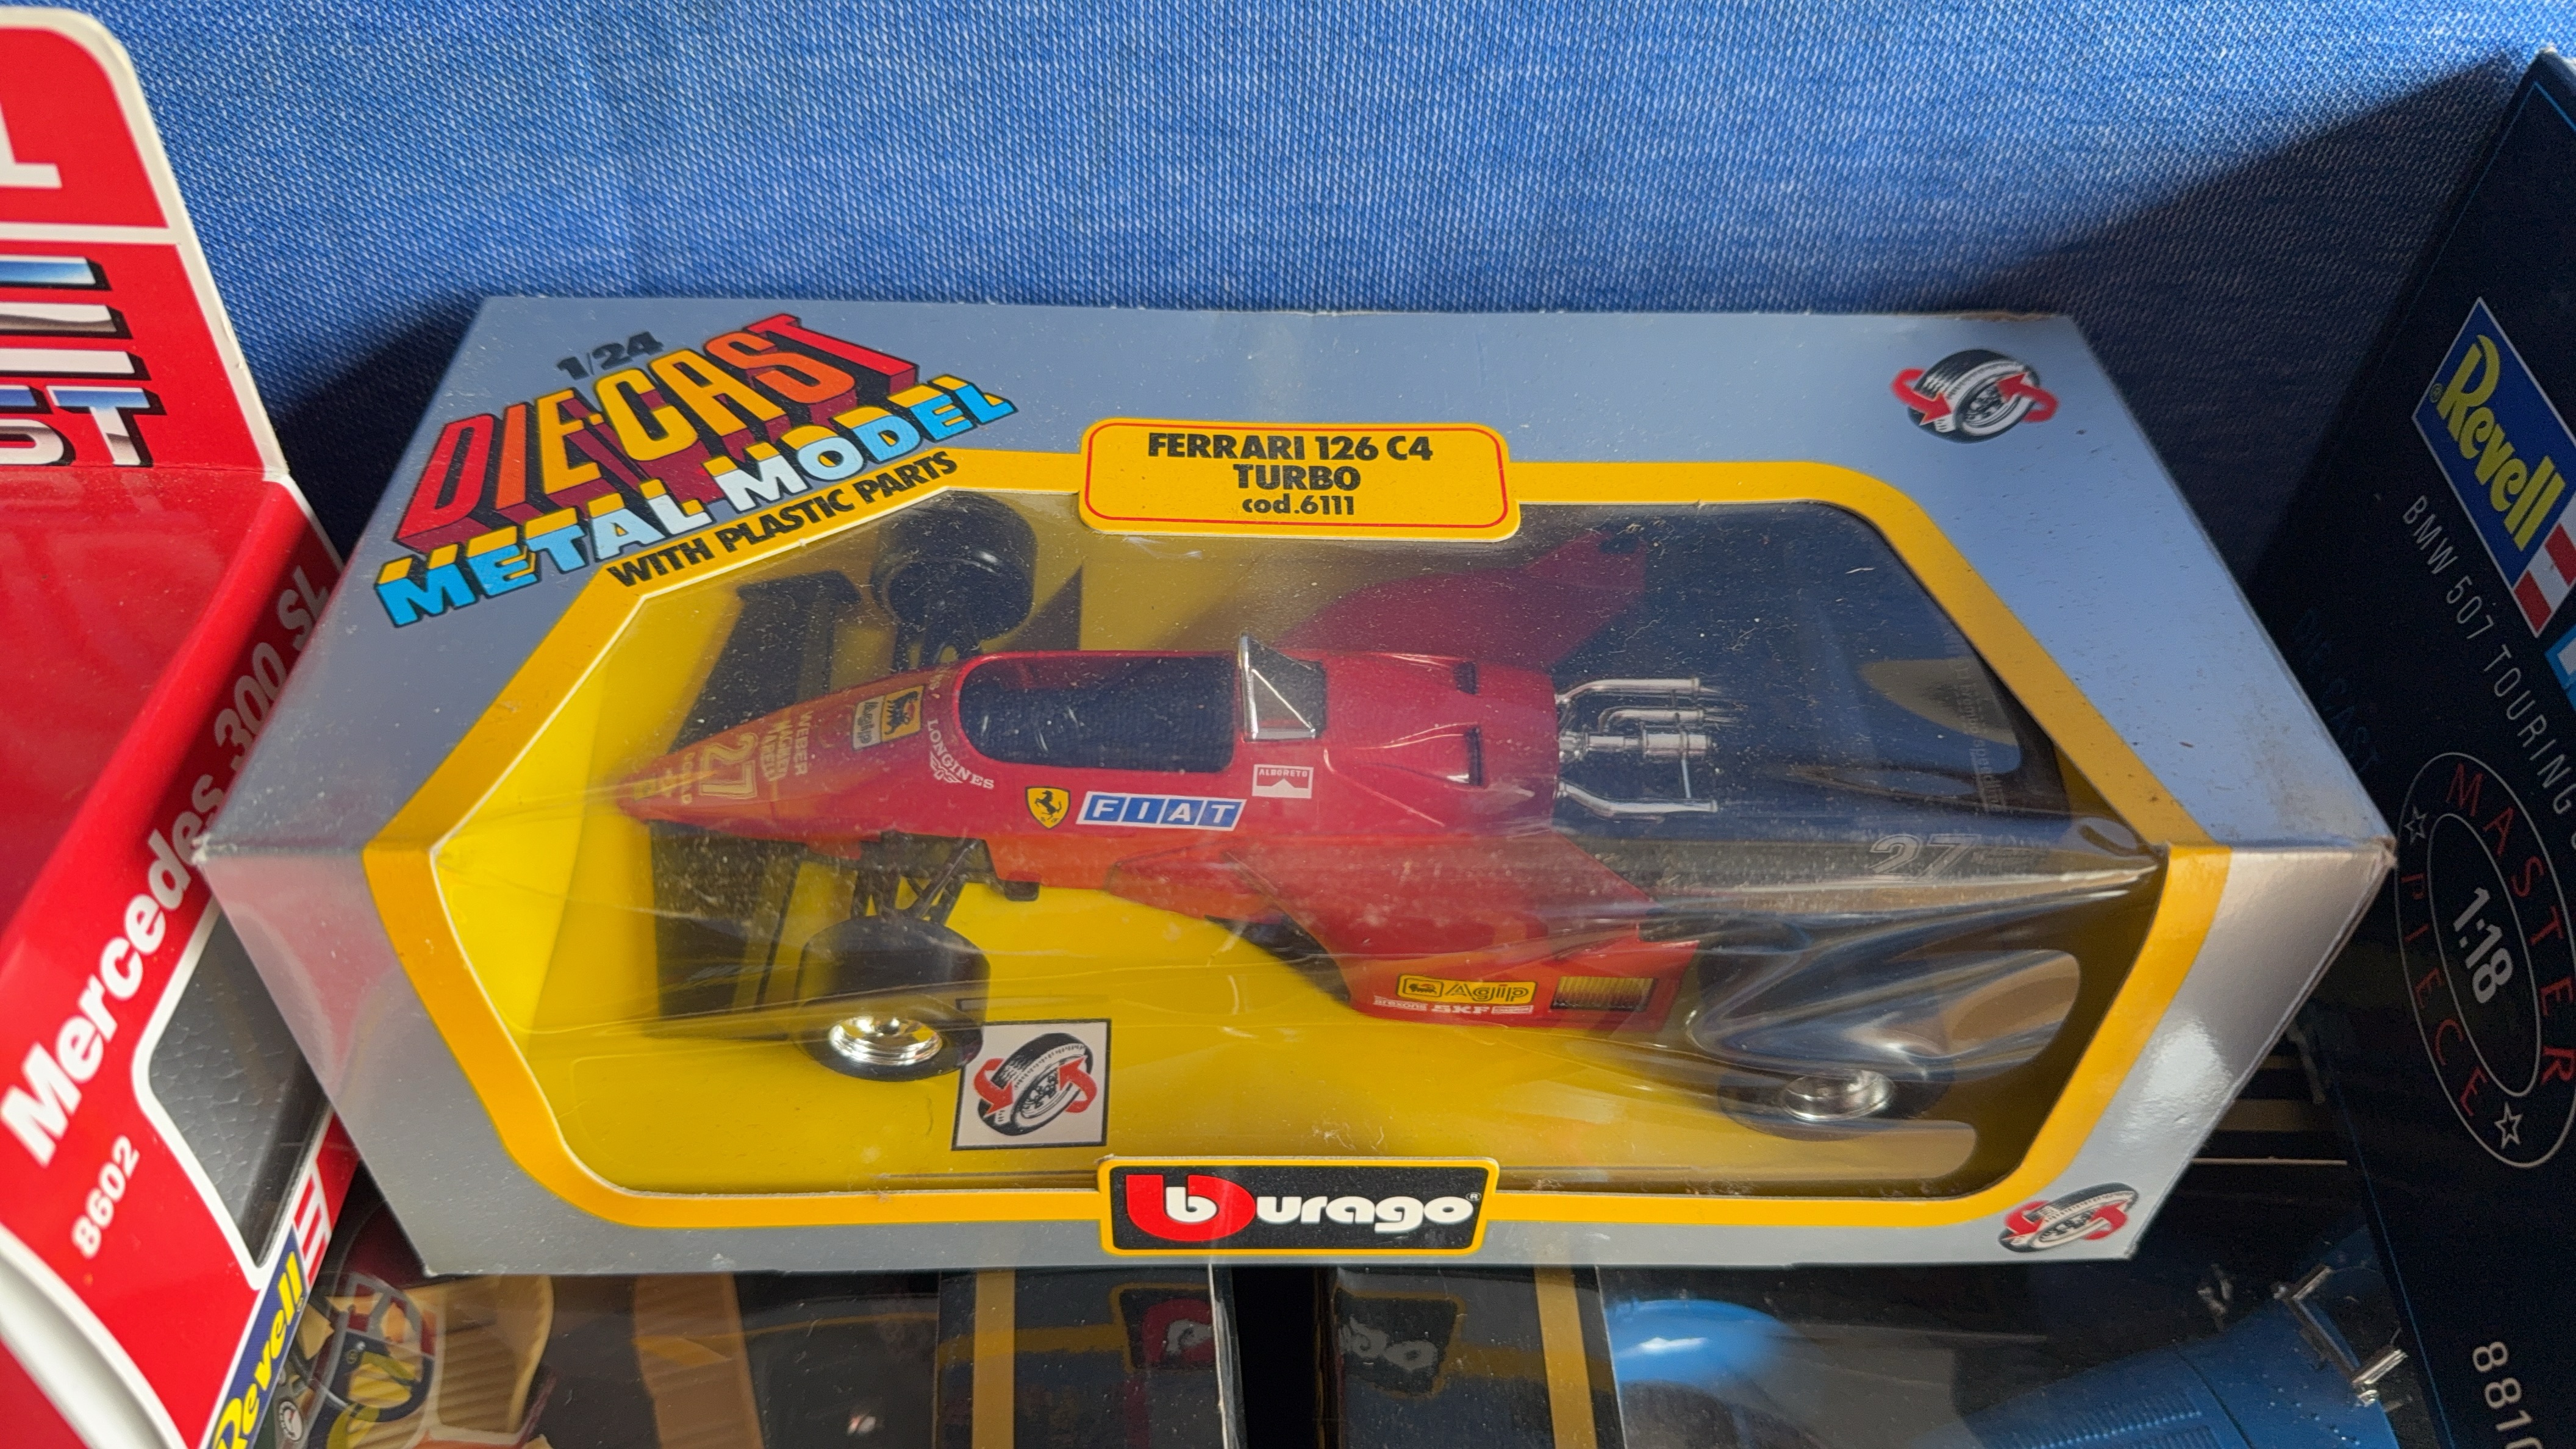 1/24
DIE-CAST
METAL MODEL
WITH PLASTIC PARTS
FERRARI 126 C4
TURBO
cod.6111
27
WEBER
Agip
LONGINES
FIAT
ALBORETO
27
Agip
SKF
burago®
Mercedes 300 SL
8602
Revell
Revell
BMW 507 TOURING
DIECAST
MASTER
PIECE
1:18